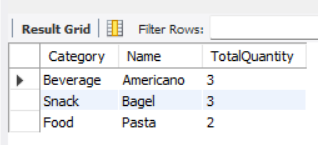 Result Grid Filter Rows:
Category Name TotalQuantity
Beverage Americano 3
Snack Bagel 3
Food Pasta 2